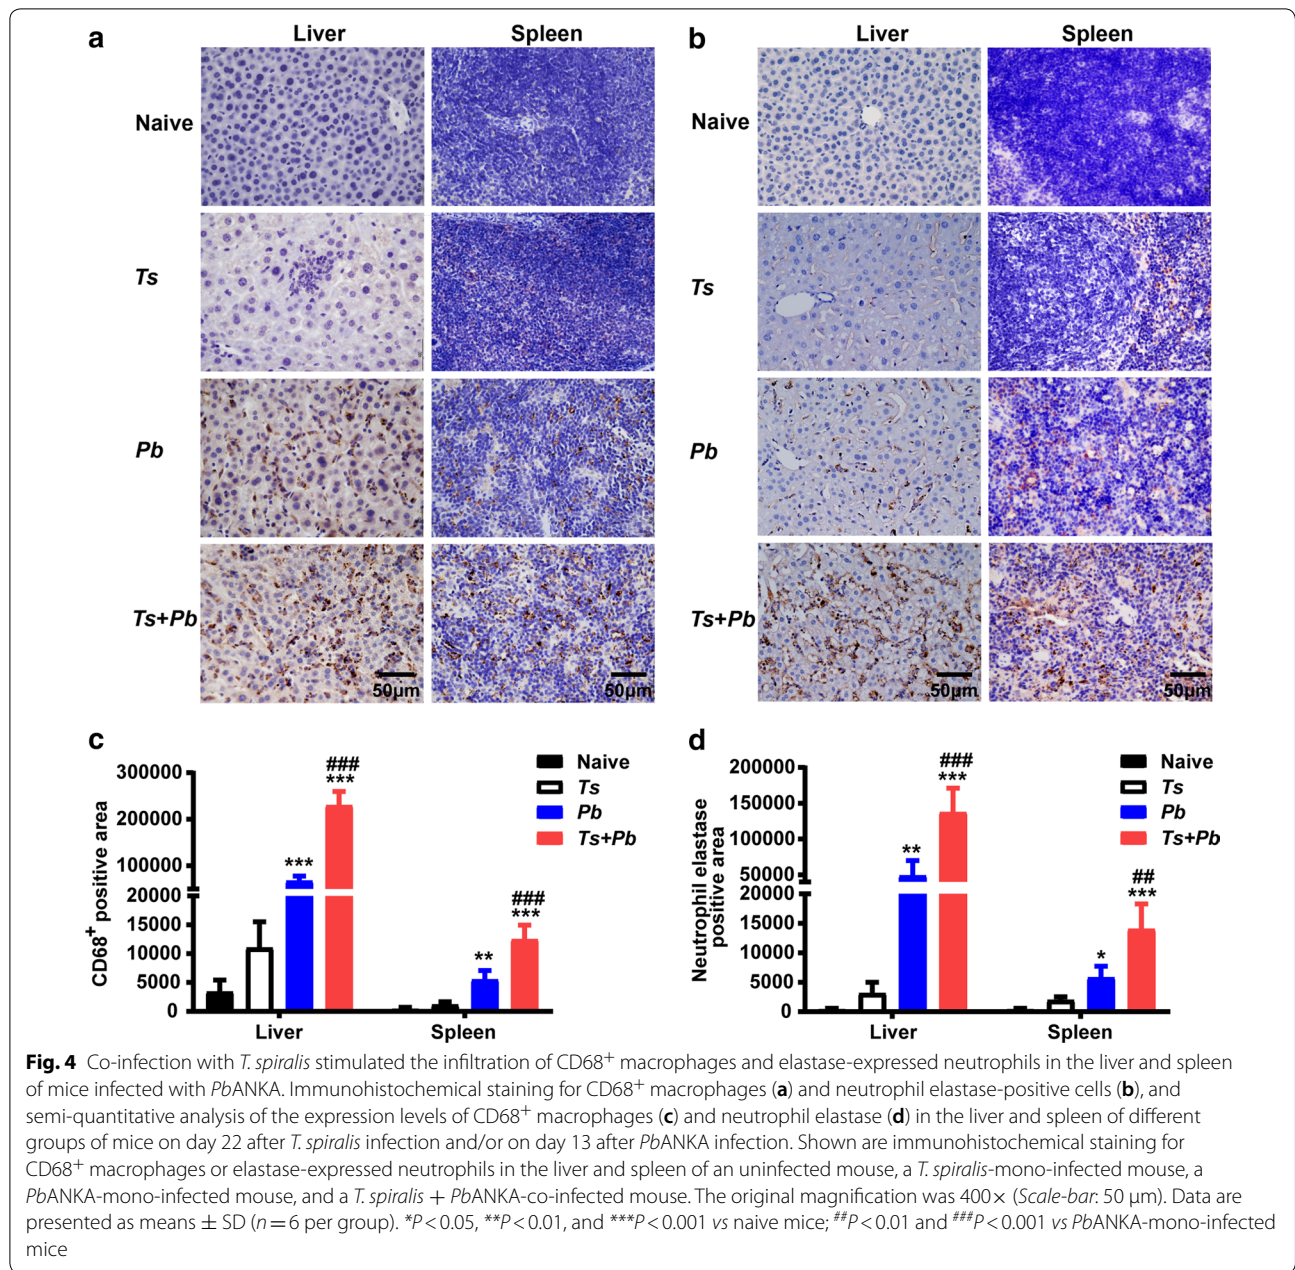 a
Liver Spleen
Naive
Ts
Pb
Ts+Pb
50μm 50μm
b
Liver Spleen
Naive
Ts
Pb
Ts+Pb
50μm 50μm
c
CD68+ positive area
300000
200000
100000
20000
15000
10000
5000
0
*** ### *** ** ### ***
Liver Spleen
Naive
Ts
Pb
Ts+Pb
d
Neutrophil elastase
positive area
200000
150000
100000
50000
20000
15000
10000
5000
0
** ### *** * ## ***
Liver Spleen
Naive
Ts
Pb
Ts+Pb
Fig. 4 Co-infection with T. spiralis stimulated the infiltration of CD68+ macrophages and elastase-expressed neutrophils in the liver and spleen
of mice infected with PbANKA. Immunohistochemical staining for CD68+ macrophages (a) and neutrophil elastase-positive cells (b), and
semi-quantitative analysis of the expression levels of CD68+ macrophages (c) and neutrophil elastase (d) in the liver and spleen of different
groups of mice on day 22 after T. spiralis infection and/or on day 13 after PbANKA infection. Shown are immunohistochemical staining for
CD68+ macrophages or elastase-expressed neutrophils in the liver and spleen of an uninfected mouse, a T. spiralis-mono-infected mouse, a
PbANKA-mono-infected mouse, and a T. spiralis + PbANKA-co-infected mouse. The original magnification was 400× (Scale-bar: 50 μm). Data are
presented as means ± SD (n = 6 per group). *P < 0.05, **P < 0.01, and ***P < 0.001 vs naive mice; ##P < 0.01 and ###P < 0.001 vs PbANKA-mono-infected
mice